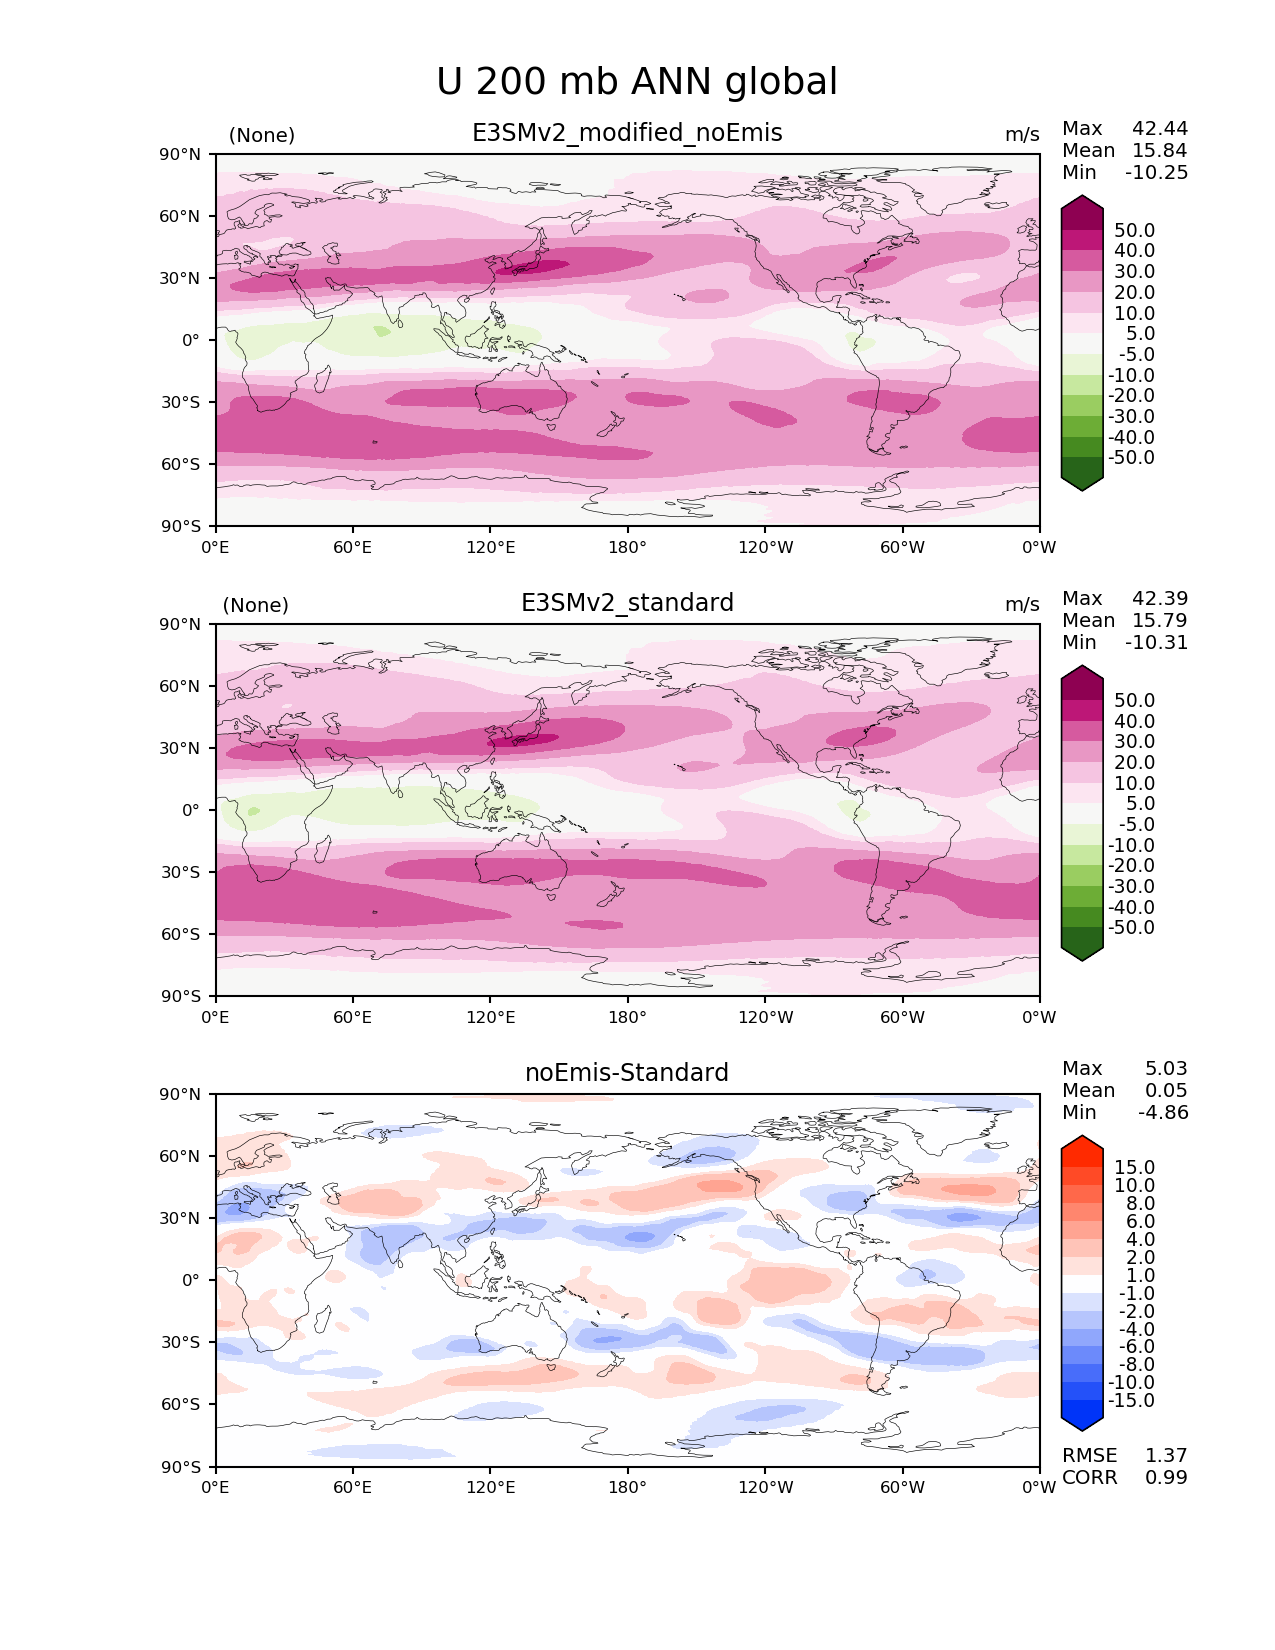 U 200 mb ANN global
(None) E3SMv2_modified_noEmis m/s
Max 42.44
Mean 15.84
Min -10.25
90°N
60°N
30°N
0°
30°S
60°S
90°S
0°E 60°E 120°E 180° 120°W 60°W 0°W
50.0
40.0
30.0
20.0
10.0
5.0
-5.0
-10.0
-20.0
-30.0
-40.0
-50.0
(None) E3SMv2_standard m/s
Max 42.39
Mean 15.79
Min -10.31
90°N
60°N
30°N
0°
30°S
60°S
90°S
0°E 60°E 120°E 180° 120°W 60°W 0°W
50.0
40.0
30.0
20.0
10.0
5.0
-5.0
-10.0
-20.0
-30.0
-40.0
-50.0
noEmis-Standard
Max 5.03
Mean 0.05
Min -4.86
90°N
60°N
30°N
0°
30°S
60°S
90°S
0°E 60°E 120°E 180° 120°W 60°W 0°W
15.0
10.0
8.0
6.0
4.0
2.0
1.0
-1.0
-2.0
-4.0
-6.0
-8.0
-10.0
-15.0
RMSE 1.37
CORR 0.99